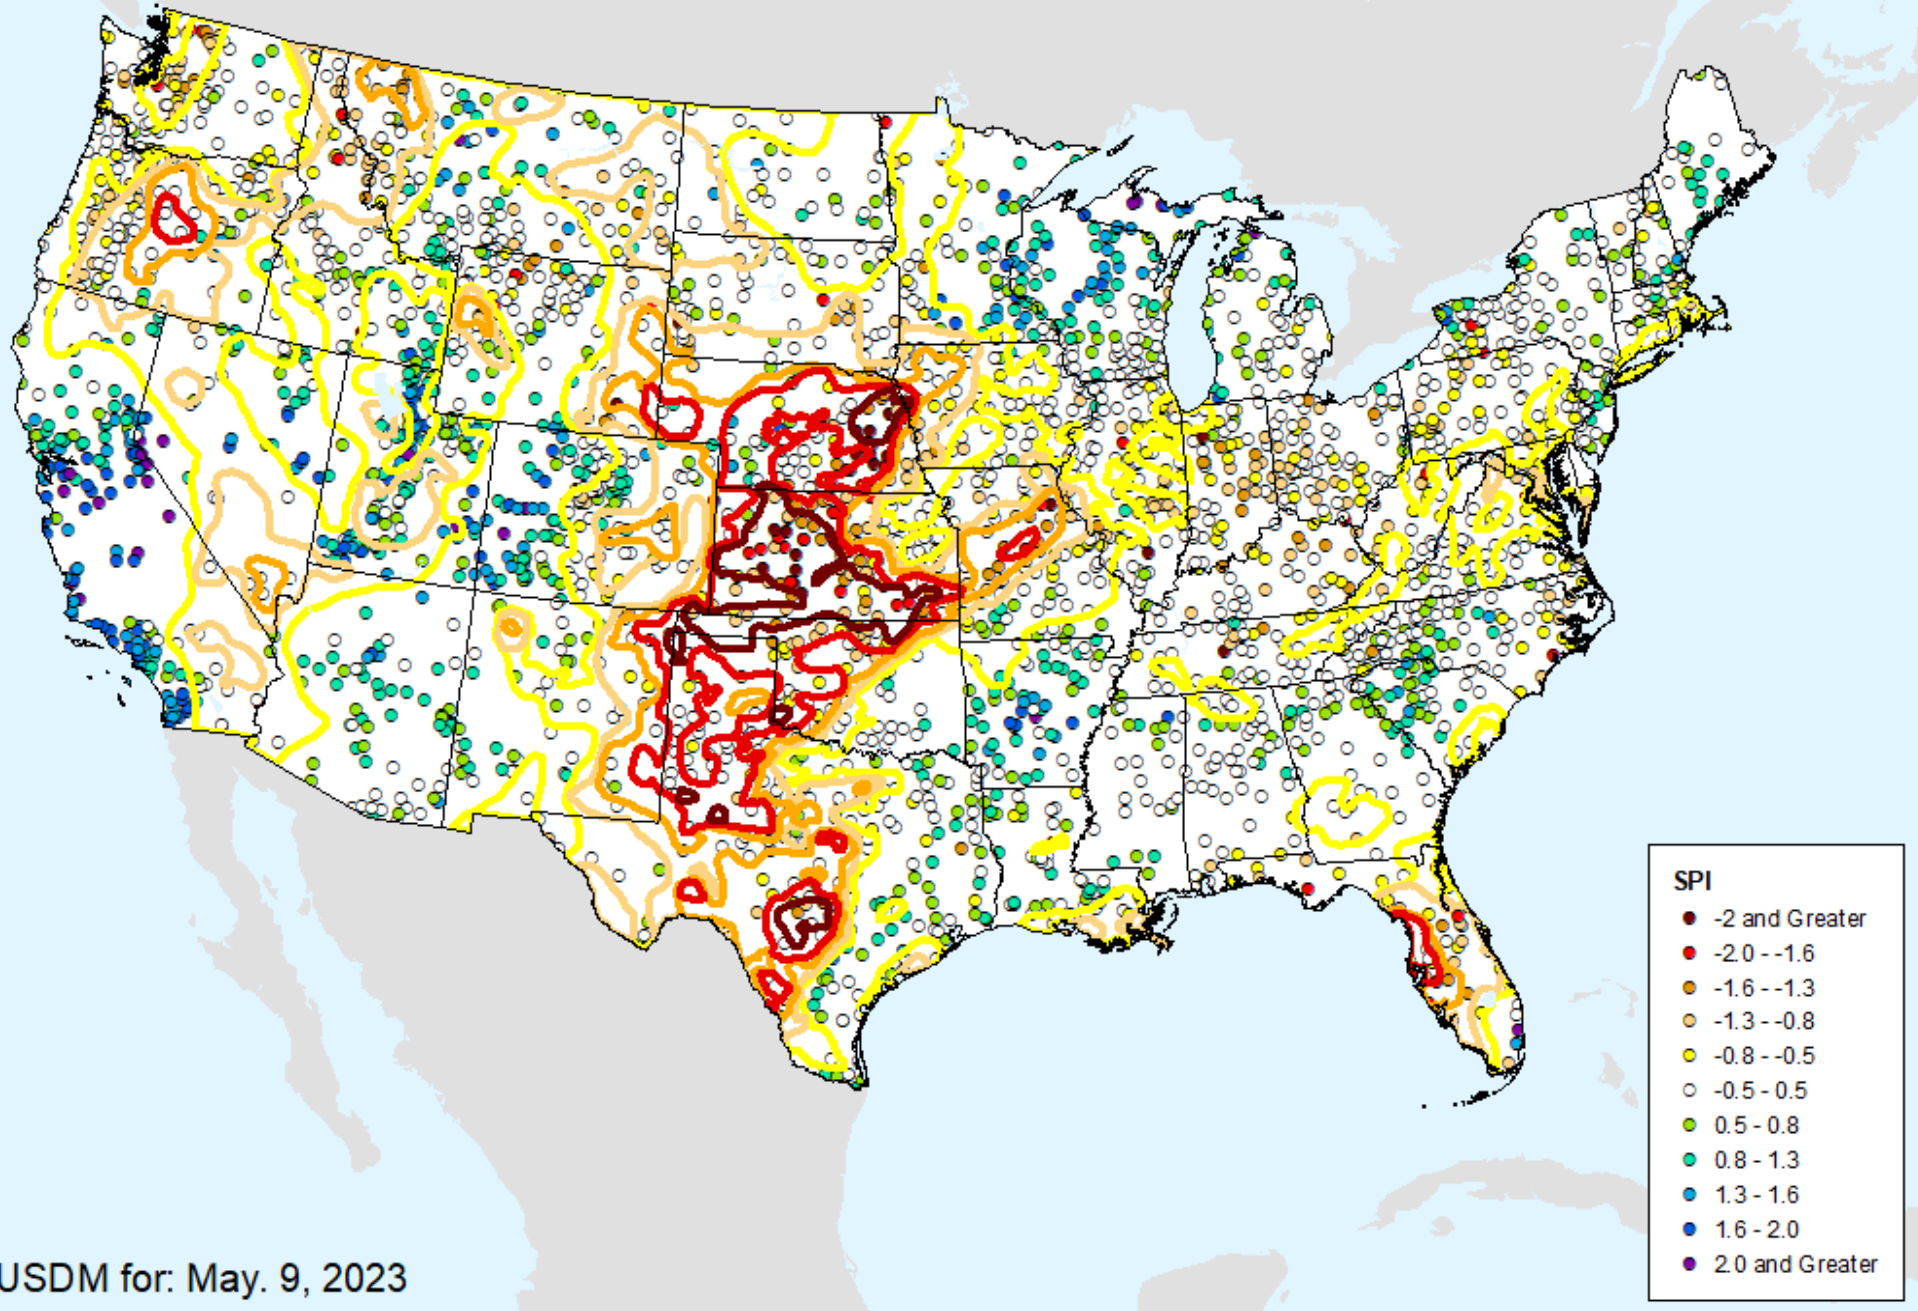 SPI
-2 and Greater
-2.0 - -1.6
-1.6 - -1.3
-1.3 - -0.8
-0.8 - -0.5
-0.5 - 0.5
0.5 - 0.8
0.8 - 1.3
1.3 - 1.6
1.6 - 2.0
2.0 and Greater
USDM for: May. 9, 2023